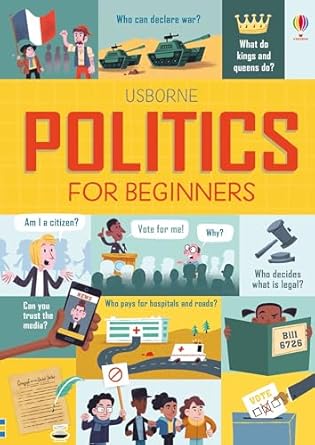 Who can declare war?
What do
kings and
queens do?
USBORNE
POLITICS
FOR BEGINNERS
Am I a citizen?
Vote for me!
Why?
Who decides
what is legal?
Can you
trust the
media?
NEWS
Who pays for hospitals and roads?
Bill
6726
VOTE